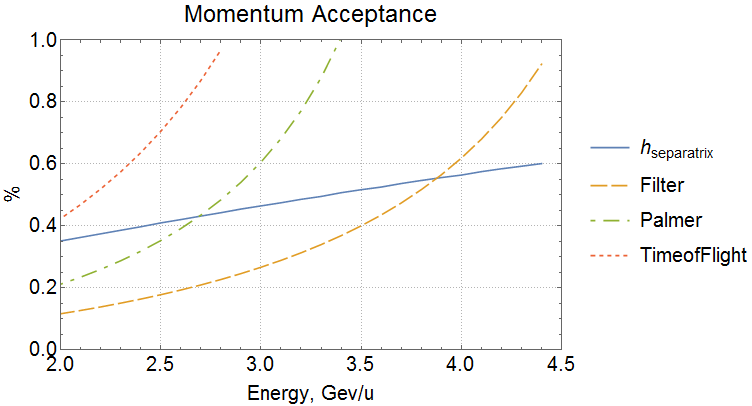 Momentum Acceptance
1.0
0.8
0.6
0.4
0.2
0.0
%
2.0 2.5 3.0 3.5 4.0 4.5
Energy, Gev/u
hseparatrix
Filter
Palmer
TimeofFlight